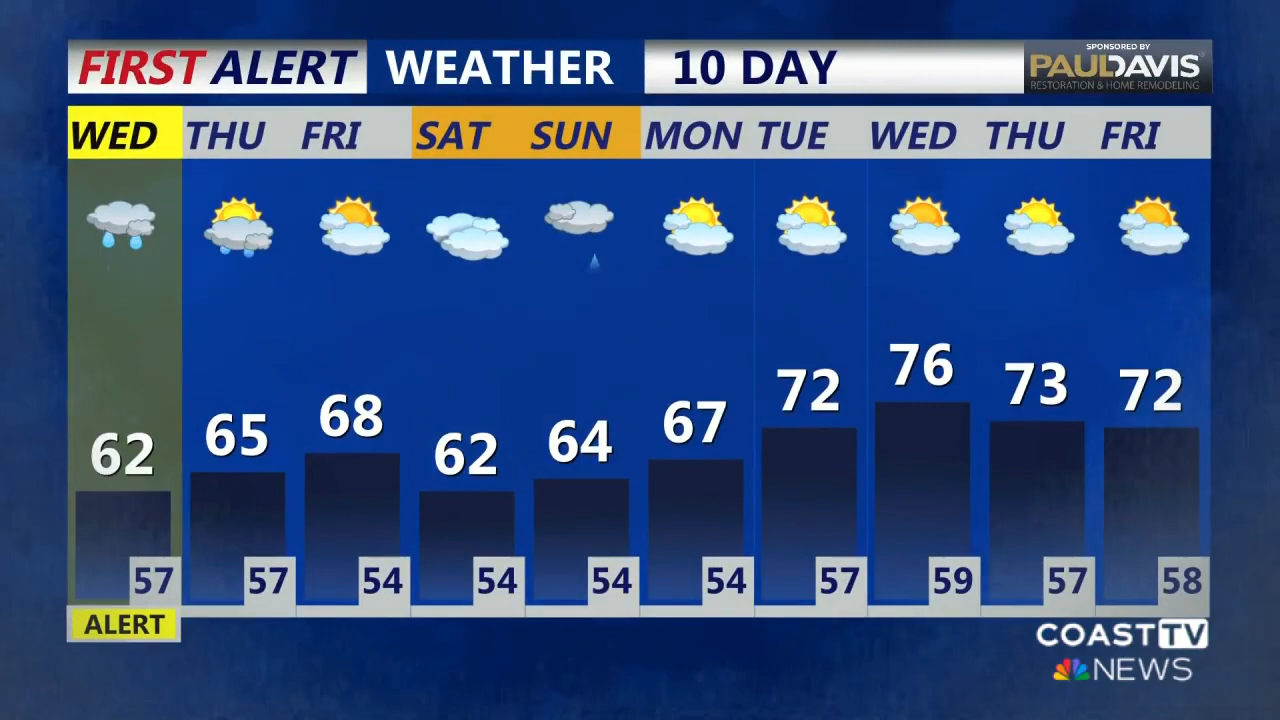 FIRST ALERT WEATHER 10 DAY
SPONSORED BY
PAUL DAVIS
RESTORATION & HOME REMODELING
WED THU FRI SAT SUN MON TUE WED THU FRI
62 65 68 62 64 67 72 76 73 72
57 57 54 54 54 54 57 59 57 58
ALERT
COAST TV
NEWS